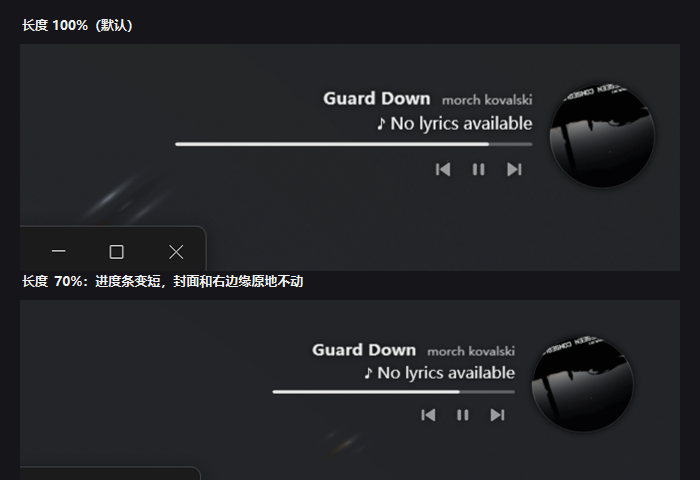 长度 100%（默认）
Guard Down morch kovalski
♪ No lyrics available
长度 70%：进度条变短，封面和右边缘原地不动
Guard Down morch kovalski
♪ No lyrics available